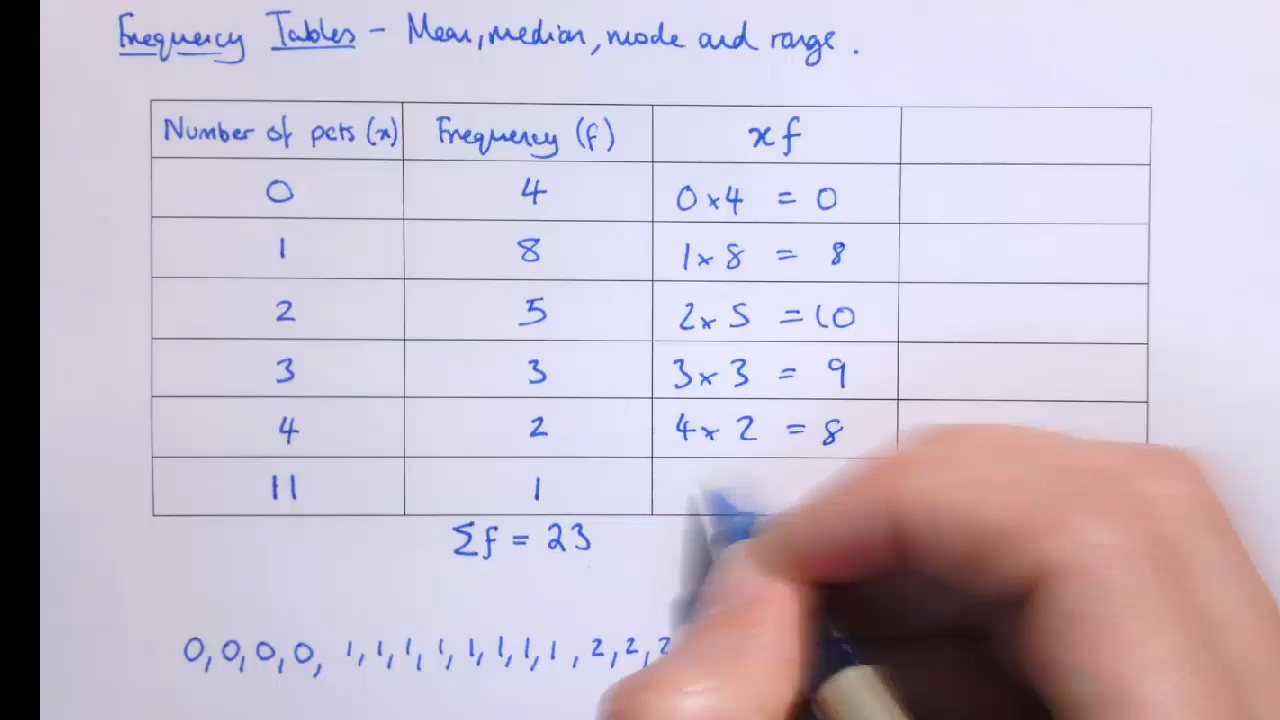 Frequency Tables - Mean, median, mode and range.
Number of pets (x) Frequency (f) xf
0 4 0 x 4 = 0
1 8 1 x 8 = 8
2 5 2 x 5 = 10
3 3 3 x 3 = 9
4 2 4 x 2 = 8
11 1
Σf = 23
0, 0, 0, 0, 1, 1, 1, 1, 1, 1, 1, 1, 2, 2, 2